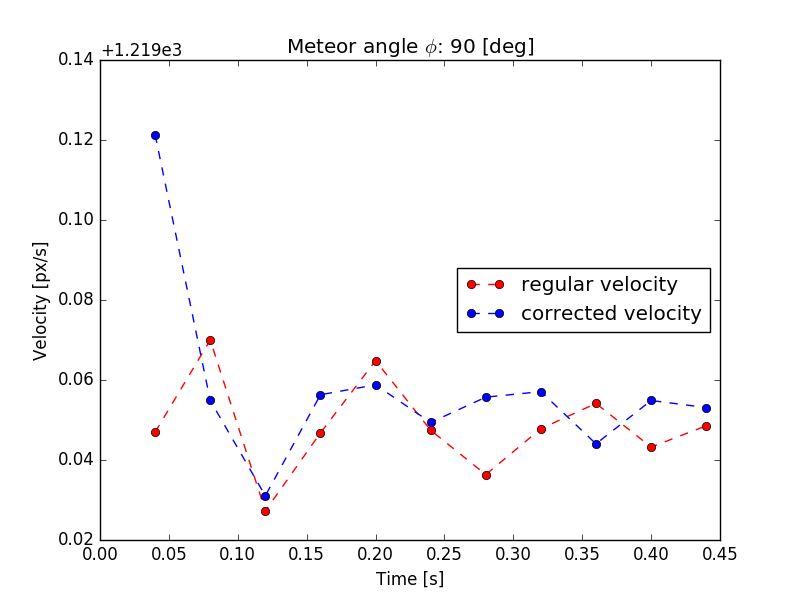 Meteor angle ϕ: 90 [deg]
+1.219e3
0.14
0.12
0.10
0.08
0.06
0.04
0.02
Velocity [px/s]
regular velocity
corrected velocity
0.00 0.05 0.10 0.15 0.20 0.25 0.30 0.35 0.40 0.45
Time [s]